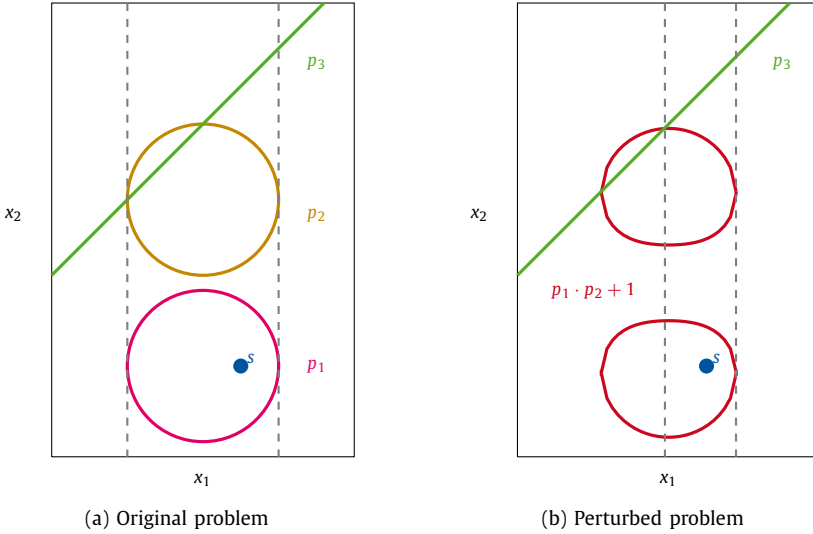 p₃
x₂
p₂
s
p₁
x₁
(a) Original problem
p₃
x₂
p₁ · p₂ + 1
s
x₁
(b) Perturbed problem